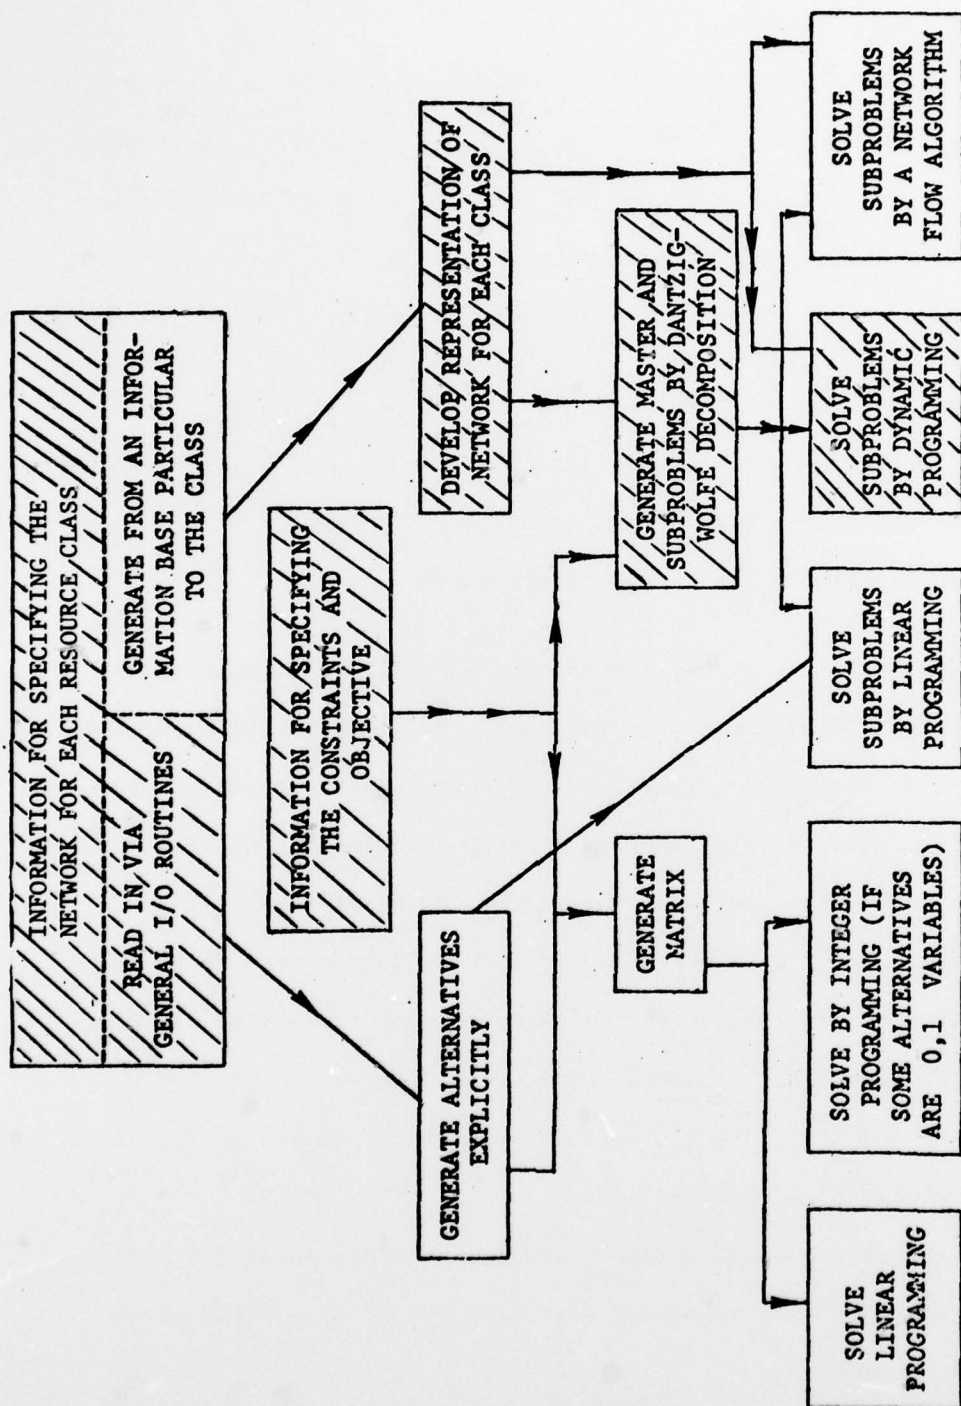 INFORMATION FOR SPECIFYING THE
NETWORK FOR EACH RESOURCE CLASS
READ IN VIA
GENERAL I/O ROUTINES
GENERATE FROM AN INFOR-
MATION BASE PARTICULAR
TO THE CLASS
INFORMATION FOR SPECIFYING
THE CONSTRAINTS AND
OBJECTIVE
GENERATE ALTERNATIVES
EXPLICITLY
DEVELOP REPRESENTATION OF
NETWORK FOR EACH CLASS
GENERATE
MATRIX
GENERATE MASTER AND
SUBPROBLEMS BY DANTZIG-
WOLFE DECOMPOSITION
SOLVE
LINEAR
PROGRAMMING
SOLVE BY INTEGER
PROGRAMMING (IF
SOME ALTERNATIVES
ARE 0,1 VARIABLES)
SOLVE
SUBPROBLEMS
BY LINEAR
PROGRAMMING
SOLVE
SUBPROBLEMS
BY DYNAMIC
PROGRAMMING
SOLVE
SUBPROBLEMS
BY A NETWORK
FLOW ALGORITHM